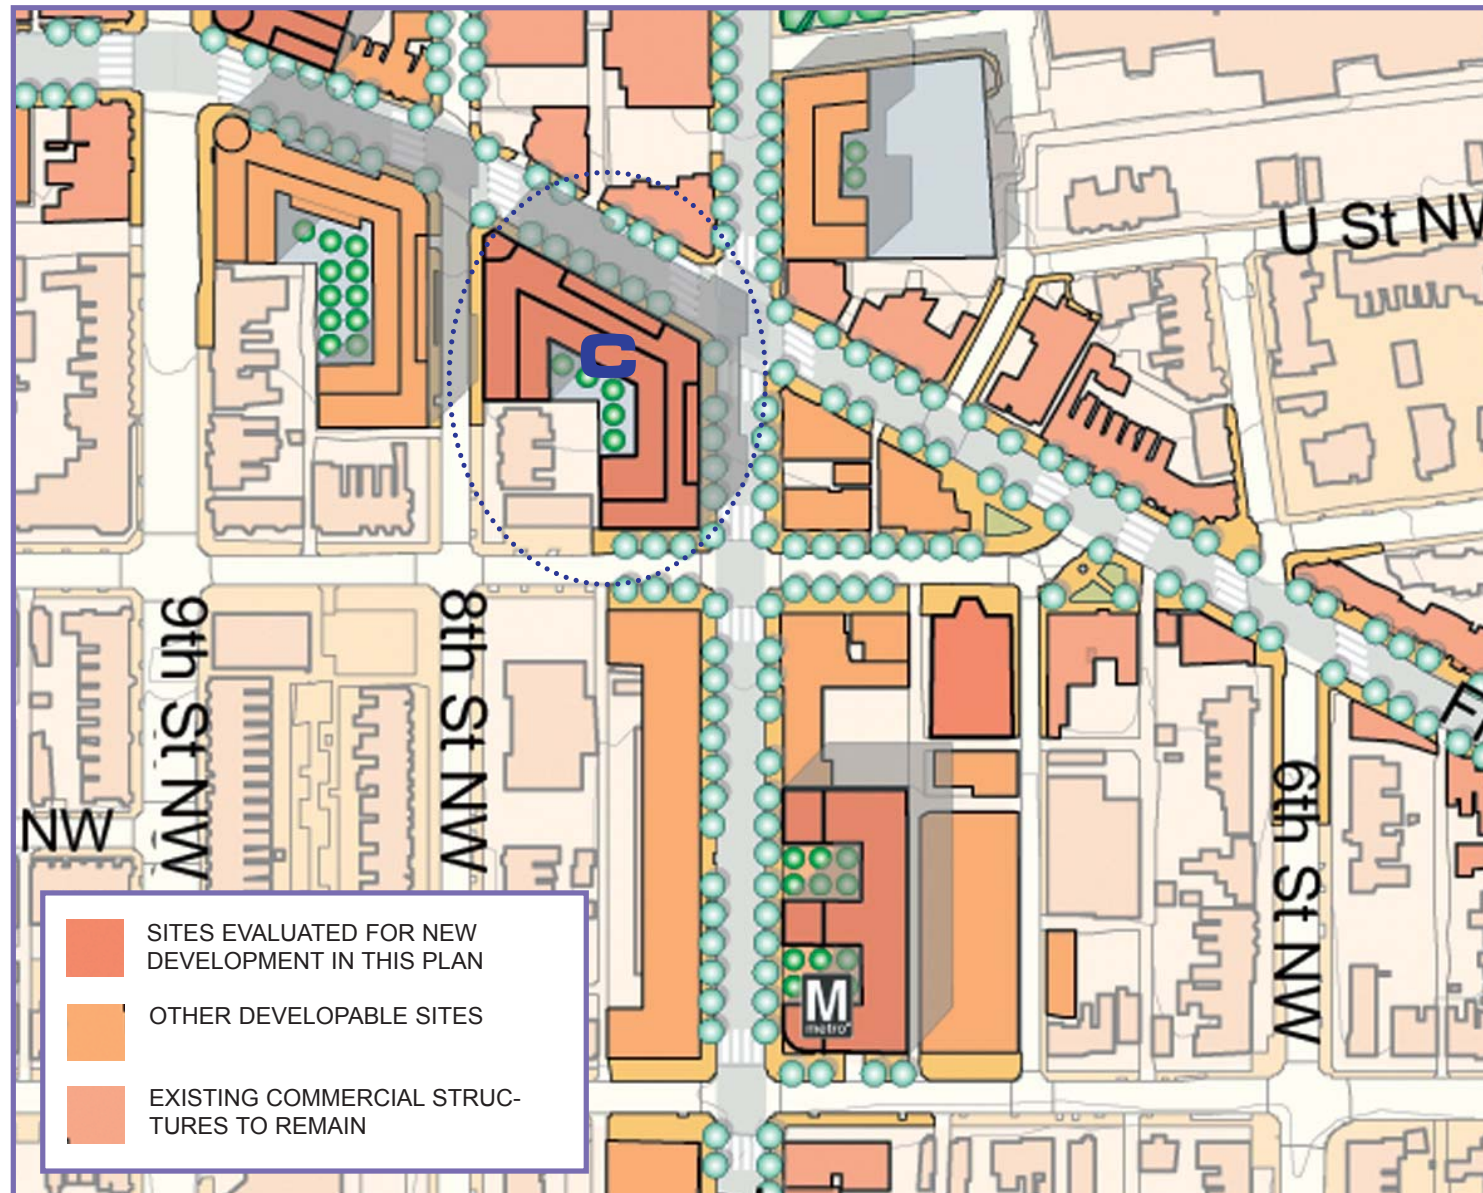 U St NW
C
9th St NW
8th St NW
6th St NW
NW
M
metro
SITES EVALUATED FOR NEW
DEVELOPMENT IN THIS PLAN
OTHER DEVELOPABLE SITES
EXISTING COMMERCIAL STRUC-
TURES TO REMAIN